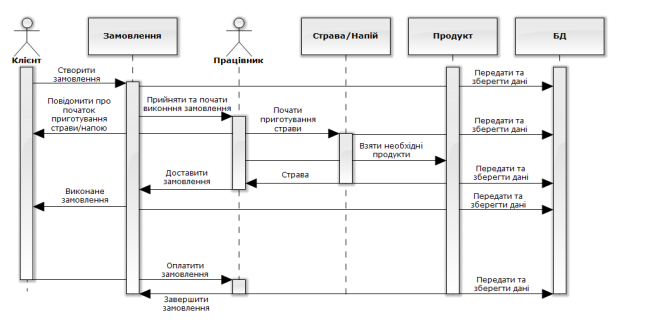 Клієнт
Замовлення
Працівник
Страва/Напій
Продукт
БД
Створити
замовлення
Передати та
зберегти дані
Повідомити про
початок
приготування
страви/напою
Прийняти та почати
виконння замовлення
Почати
приготування
страви
Передати та
зберегти дані
Взяти необхідні
продукти
Доставити
замовлення
Страва
Передати та
зберегти дані
Виконане
замовлення
Передати та
зберегти дані
Оплатити
замовлення
Передати та
зберегти дані
Завершити
замовлення